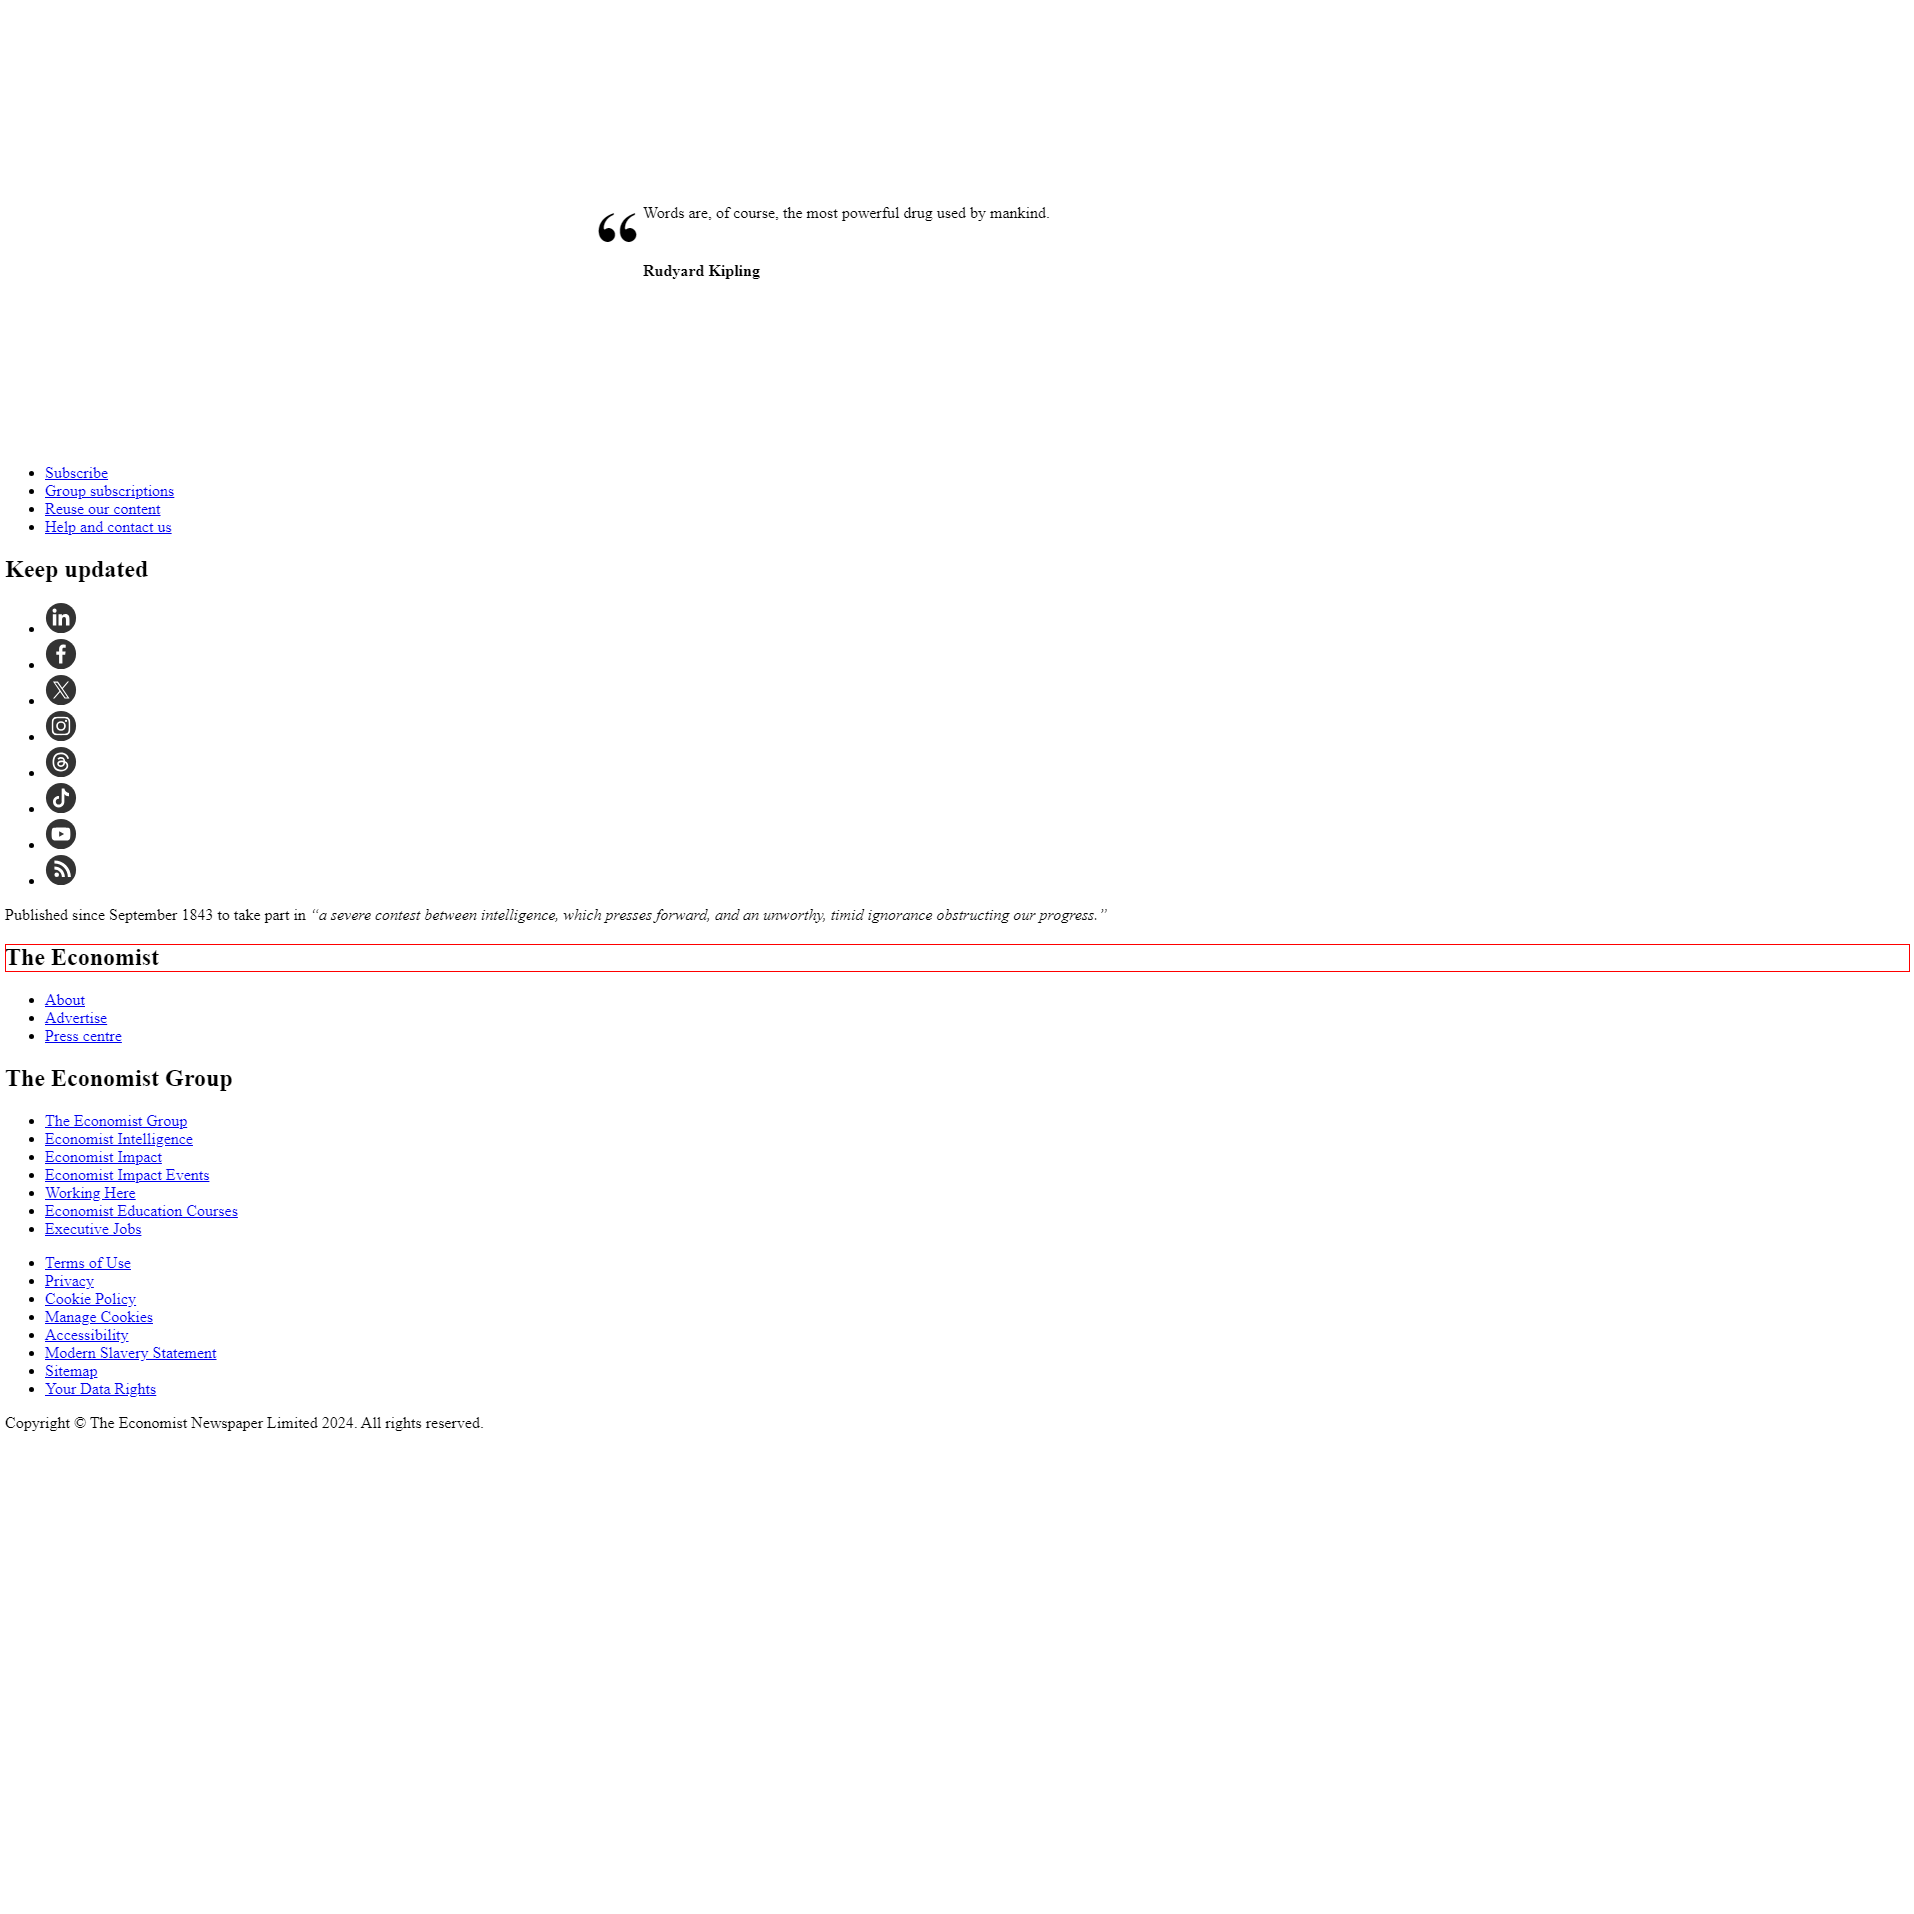 “ Words are, of course, the most powerful drug used by mankind.
Rudyard Kipling
Subscribe
Group subscriptions
Reuse our content
Help and contact us
Keep updated
Published since September 1843 to take part in “a severe contest between intelligence, which presses forward, and an unworthy, timid ignorance obstructing our progress.”
The Economist
About
Advertise
Press centre
The Economist Group
The Economist Group
Economist Intelligence
Economist Impact
Economist Impact Events
Working Here
Economist Education Courses
Executive Jobs
Terms of Use
Privacy
Cookie Policy
Manage Cookies
Accessibility
Modern Slavery Statement
Sitemap
Your Data Rights
Copyright © The Economist Newspaper Limited 2024. All rights reserved.